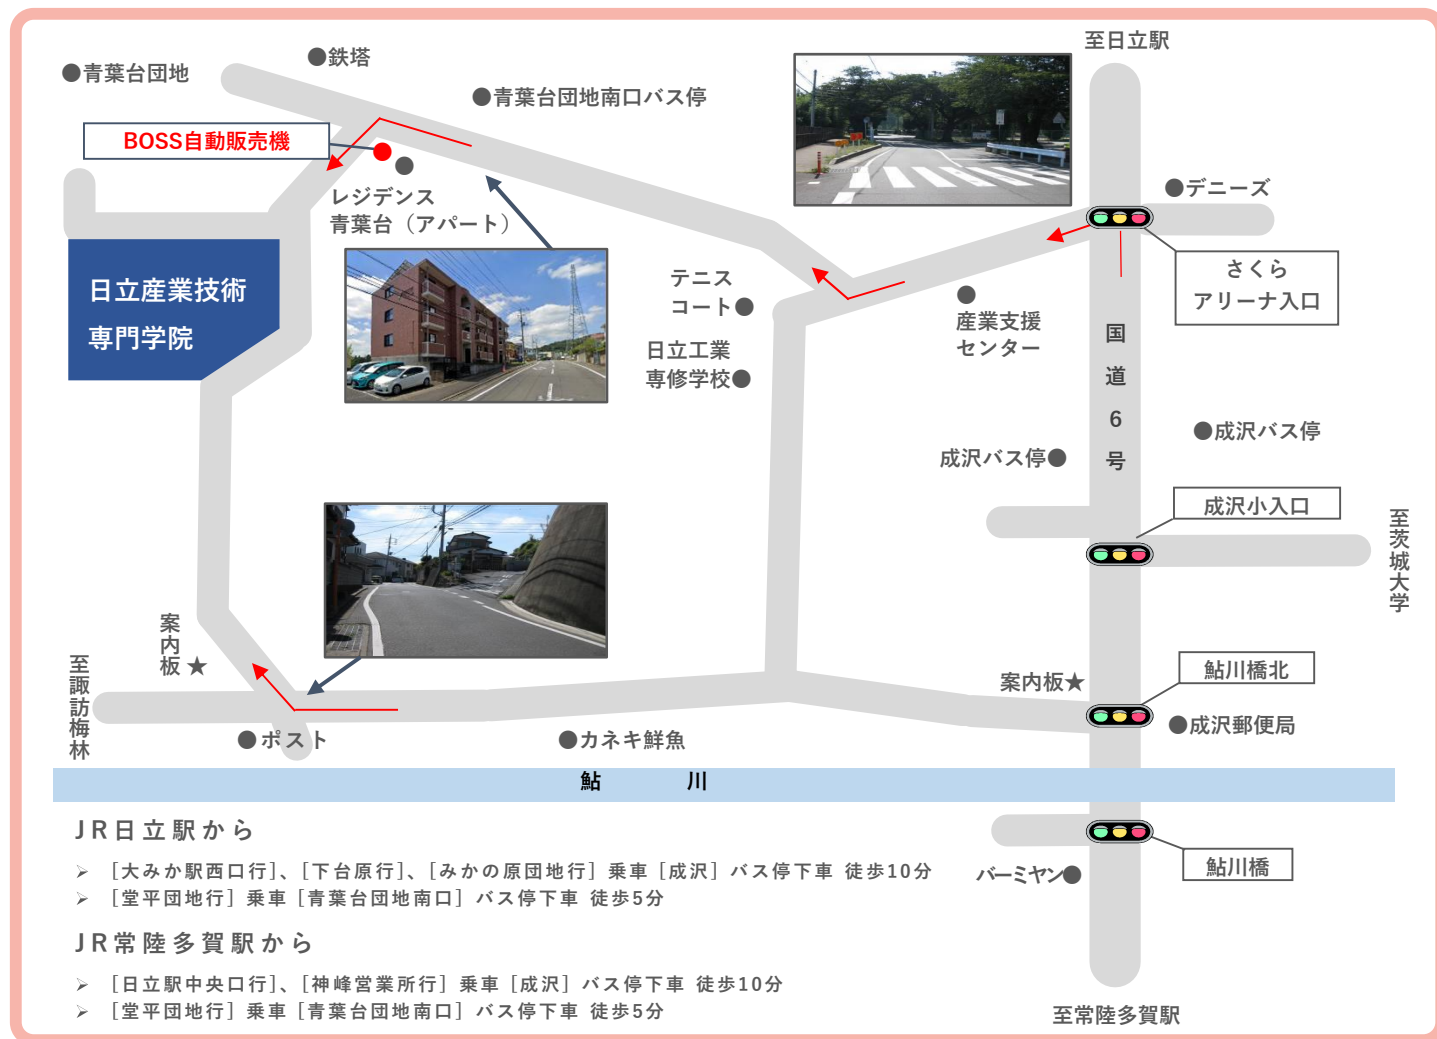 至日立駅
●鉄塔
●青葉台団地
●青葉台団地南口バス停
BOSS自動販売機
レジデンス
青葉台（アパート）
●デニーズ
さくら
アリーナ入口
日立産業技術
専門学院
テニス
コート●
産業支援
センター
日立工業
専修学校●
国道6号
●成沢バス停
成沢バス停●
成沢小入口
至茨城大学
案内板★
至諏訪梅林
案内板★
鮎川橋北
●成沢郵便局
●ポスト
●カネキ鮮魚
鮎　川
鮎川橋
バーミヤン●
JR日立駅から
➢ [大みか駅西口行]、[下台原行]、[みかの原団地行] 乗車 [成沢] バス停下車 徒歩10分
➢ [堂平団地行] 乗車 [青葉台団地南口] バス停下車 徒歩5分
JR常陸多賀駅から
➢ [日立駅中央口行]、[神峰営業所行] 乗車 [成沢] バス停下車 徒歩10分
➢ [堂平団地行] 乗車 [青葉台団地南口] バス停下車 徒歩5分
至常陸多賀駅